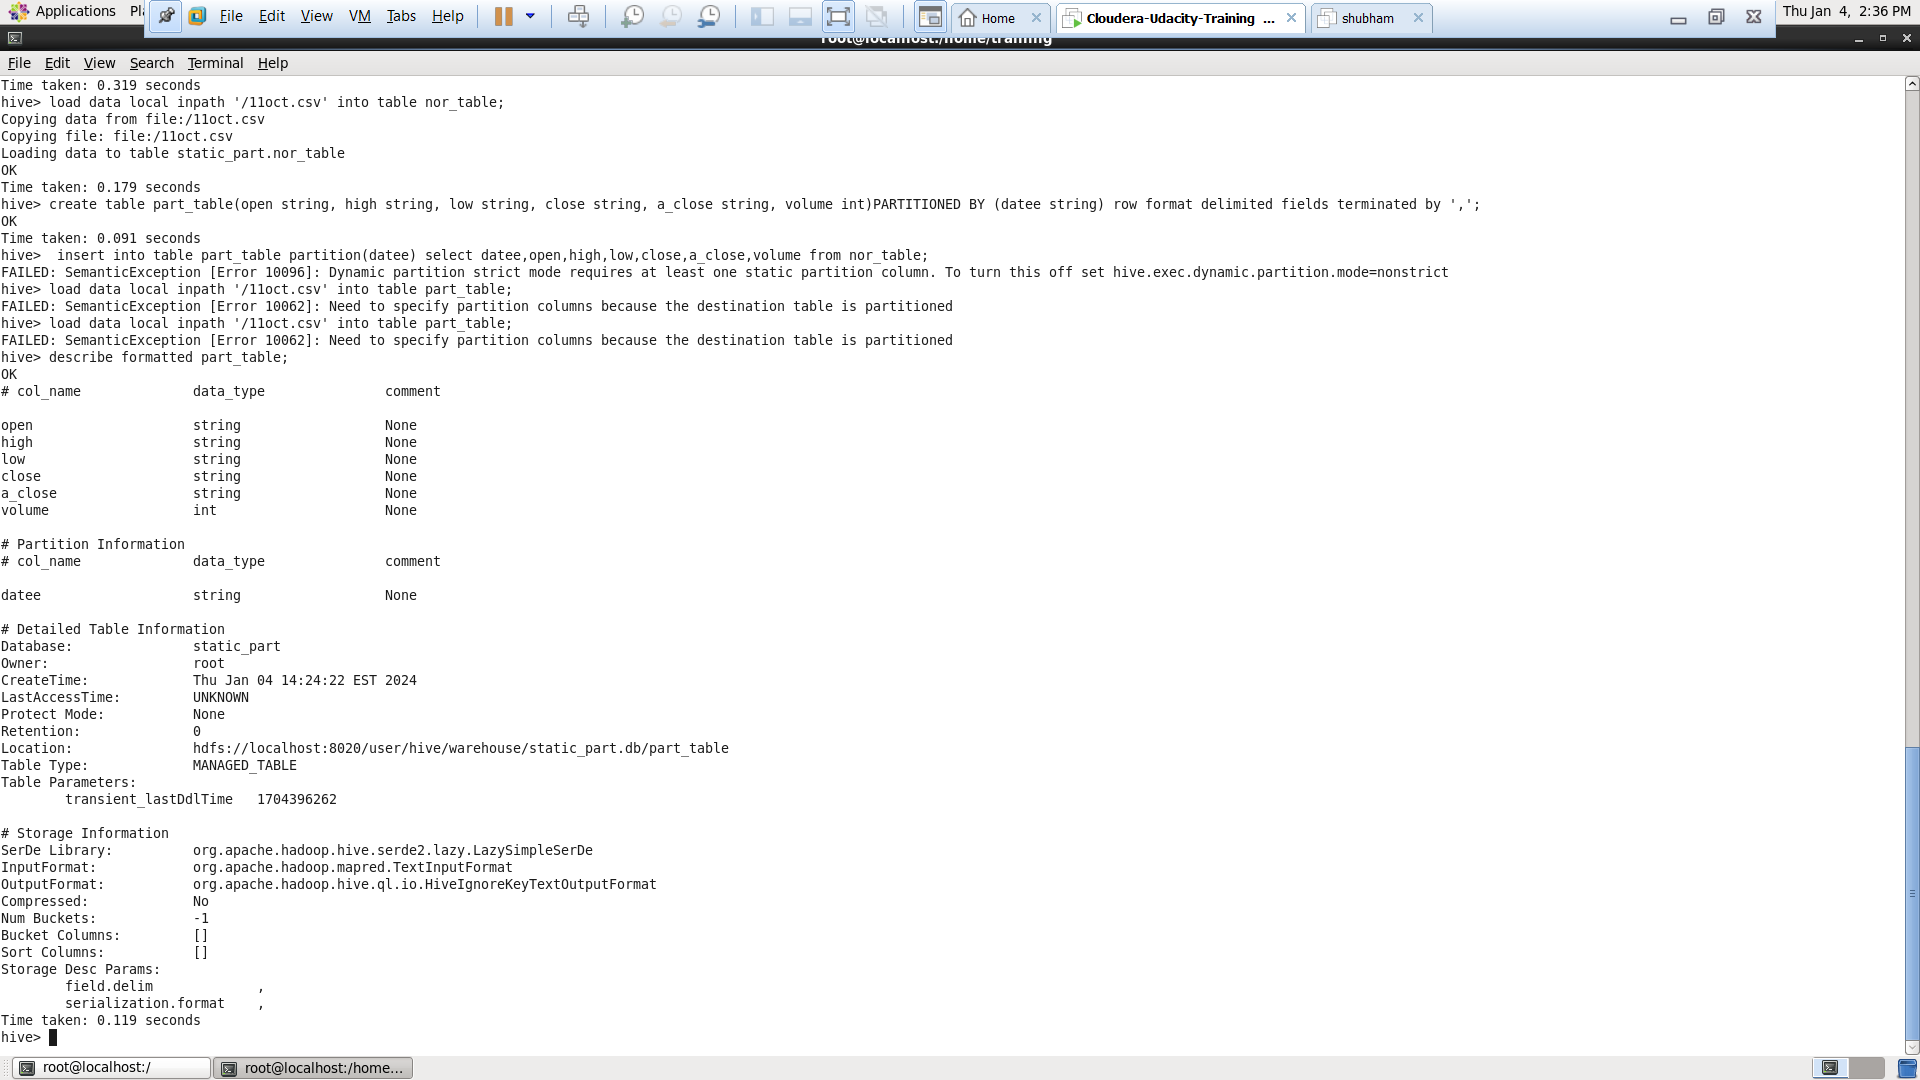 Applications Pl
File Edit View VM Tabs Help
Home
Cloudera-Udacity-Training ...
shubham
Thu Jan 4, 2:36 PM
root@localhost:/home/training
File Edit View Search Terminal Help
Time taken: 0.319 seconds
hive> load data local inpath '/11oct.csv' into table nor_table;
Copying data from file:/11oct.csv
Copying file: file:/11oct.csv
Loading data to table static_part.nor_table
OK
Time taken: 0.179 seconds
hive> create table part_table(open string, high string, low string, close string, a_close string, volume int)PARTITIONED BY (datee string) row format delimited fields terminated by ',';
OK
Time taken: 0.091 seconds
hive>  insert into table part_table partition(datee) select datee,open,high,low,close,a_close,volume from nor_table;
FAILED: SemanticException [Error 10096]: Dynamic partition strict mode requires at least one static partition column. To turn this off set hive.exec.dynamic.partition.mode=nonstrict
hive> load data local inpath '/11oct.csv' into table part_table;
FAILED: SemanticException [Error 10062]: Need to specify partition columns because the destination table is partitioned
hive> load data local inpath '/11oct.csv' into table part_table;
FAILED: SemanticException [Error 10062]: Need to specify partition columns because the destination table is partitioned
hive> describe formatted part_table;
OK
# col_name data_type comment
open string None
high string None
low string None
close string None
a_close string None
volume int None
# Partition Information
# col_name data_type comment
datee string None
# Detailed Table Information
Database: static_part
Owner: root
CreateTime: Thu Jan 04 14:24:22 EST 2024
LastAccessTime: UNKNOWN
Protect Mode: None
Retention: 0
Location: hdfs://localhost:8020/user/hive/warehouse/static_part.db/part_table
Table Type: MANAGED_TABLE
Table Parameters:
transient_lastDdlTime 1704396262
# Storage Information
SerDe Library: org.apache.hadoop.hive.serde2.lazy.LazySimpleSerDe
InputFormat: org.apache.hadoop.mapred.TextInputFormat
OutputFormat: org.apache.hadoop.hive.ql.io.HiveIgnoreKeyTextOutputFormat
Compressed: No
Num Buckets: -1
Bucket Columns: []
Sort Columns: []
Storage Desc Params:
field.delim ,
serialization.format ,
Time taken: 0.119 seconds
hive>
root@localhost:/
root@localhost:/home...